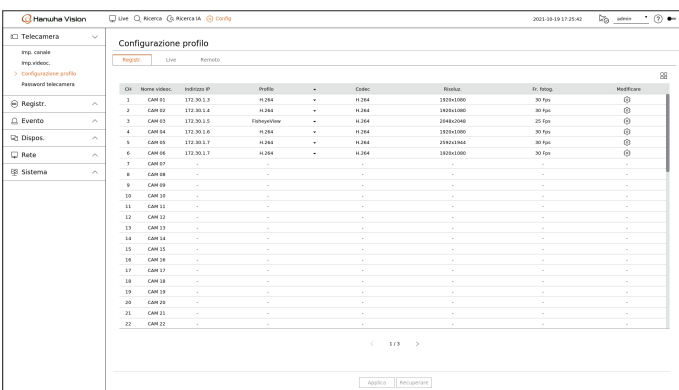 Hanwha Vision Live Ricerca Ricerca IA Config 2021-10-19 17:25:42 admin
Telecamera
Imp. canale
Imp.videoc.
Configurazione profilo
Password telecamera
Registr.
Evento
Dispos.
Rete
Sistema
Configurazione profilo
Registr. Live Remoto
CH Nome videoc. Indirizzo IP Profilo Codec Risoluz. Fr. fotog. Modificare
1 CAM 01 172.30.1.3 H.264 H.264 1920x1080 30 Fps
2 CAM 02 172.30.1.4 H.264 H.264 1920x1080 30 Fps
3 CAM 03 172.30.1.5 FisheyeView H.264 2048x2048 25 Fps
4 CAM 04 172.30.1.6 H.264 H.264 1920x1080 30 Fps
5 CAM 05 172.30.1.7 H.264 H.264 2592x1944 30 Fps
6 CAM 06 172.30.1.7 H.264 H.264 1920x1080 30 Fps
7 CAM 07 - - - - - -
8 CAM 08 - - - - - -
9 CAM 09 - - - - - -
10 CAM 10 - - - - - -
11 CAM 11 - - - - - -
12 CAM 12 - - - - - -
13 CAM 13 - - - - - -
14 CAM 14 - - - - - -
15 CAM 15 - - - - - -
16 CAM 16 - - - - - -
17 CAM 17 - - - - - -
18 CAM 18 - - - - - -
19 CAM 19 - - - - - -
20 CAM 20 - - - - - -
21 CAM 21 - - - - - -
22 CAM 22 - - - - - -
< 1 / 3 >
Applica Recuperare